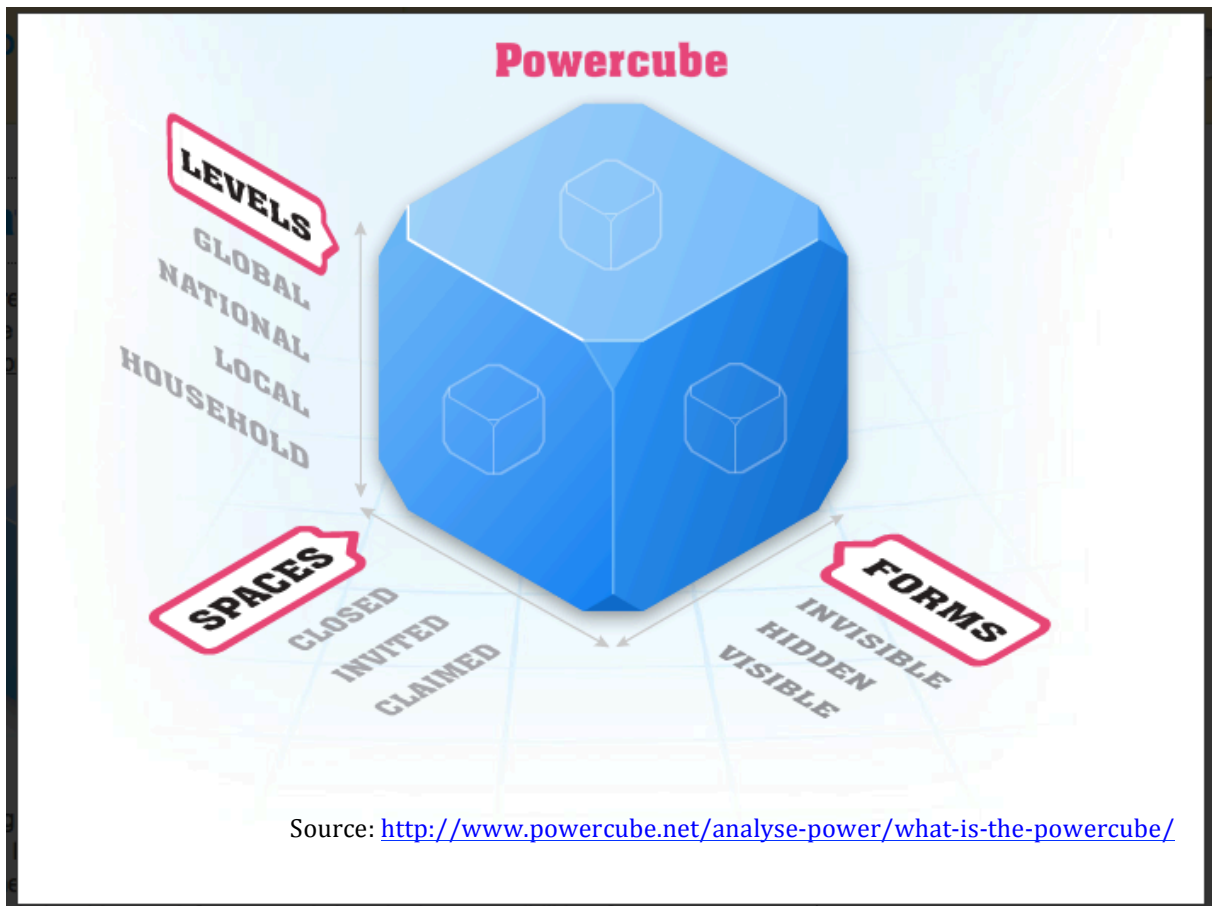 Powercube
LEVELS
GLOBAL
NATIONAL
LOCAL
HOUSEHOLD
SPACES
CLOSED
INVITED
CLAIMED
FORMS
INVISIBLE
HIDDEN
VISIBLE
Source: http://www.powercube.net/analyse-power/what-is-the-powercube/